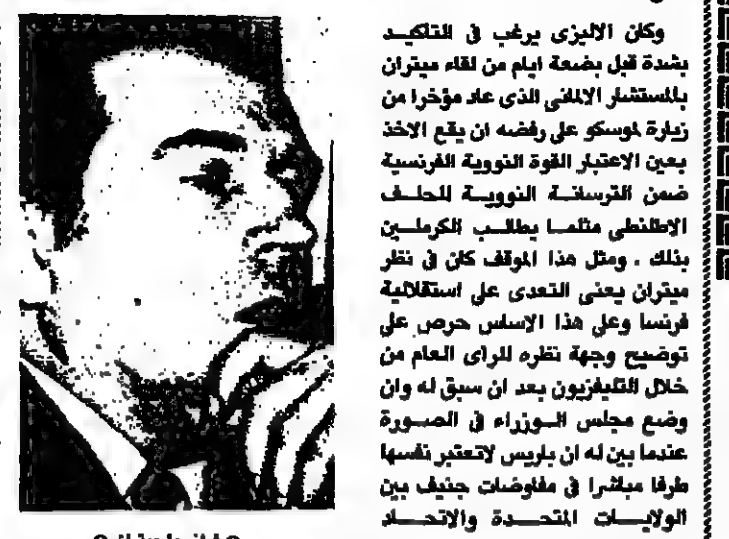 وكان الاليزى يرغب فى التاكيد
بشدة قبل بضعة ايام من لقاء ميتران
بالمستشار الالمانى الذى عاد مؤخرا من
زيارة لموسكو على رفضه ان يقع الاخذ
بعين الاعتبار القوة النووية الفرنسية
ضمن الترسانة النووية للحلف
الاطلنطى مثلما يطالب الكرملين
بذلك . ومثل هذا الموقف كان فى نظر
ميتران يعنى التعدى على استقلالية
فرنسا وعلى هذا الاساس حرص على
توضيح وجهة نظره للراى العام من
خلال التليفزيون بعد ان سبق له وان
وضع مجلس الوزراء فى الصورة
عندما بين له ان باريس لاتعتبر نفسها
طرفا مباشرا فى مفاوضات جنيف بين
الولايات المتحدة والاتحاد